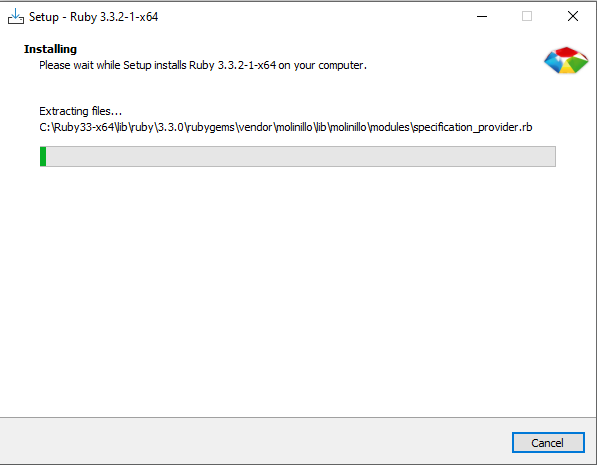 Setup - Ruby 3.3.2-1-x64
Installing
Please wait while Setup installs Ruby 3.3.2-1-x64 on your computer.
Extracting files...
C:\Ruby33-x64\lib\ruby\3.3.0\rubygems\vendor\molinillo\lib\molinillo\modules\specification_provider.rb
Cancel